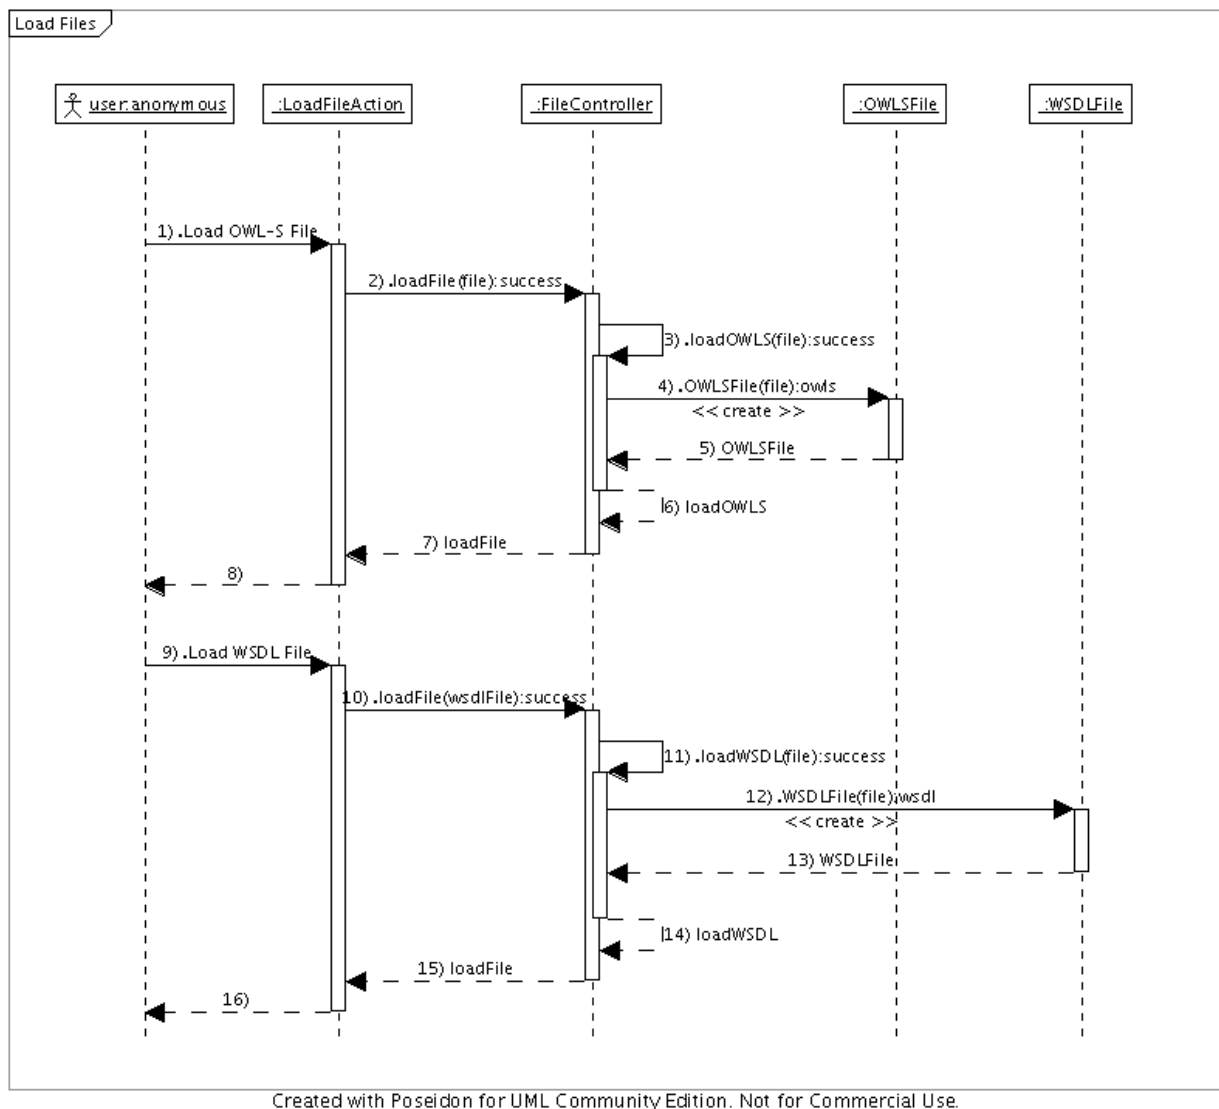 Load Files
user:anonymous
:LoadFileAction
:FileController
:OWLSFile
:WSDLFile
1) .Load OWL-S File
2) .loadFile(file):success
3) .loadOWLS(file):success
4) .OWLSFile(file):owls
<< create >>
5) OWLSFile
6) loadOWLS
7) loadFile
8)
9) .Load WSDL File
10) .loadFile(wsdlFile):success
11) .loadWSDL(file):success
12) .WSDLFile(file):wsdl
<< create >>
13) WSDLFile
14) loadWSDL
15) loadFile
16)
Created with Poseidon for UML Community Edition. Not for Commercial Use.